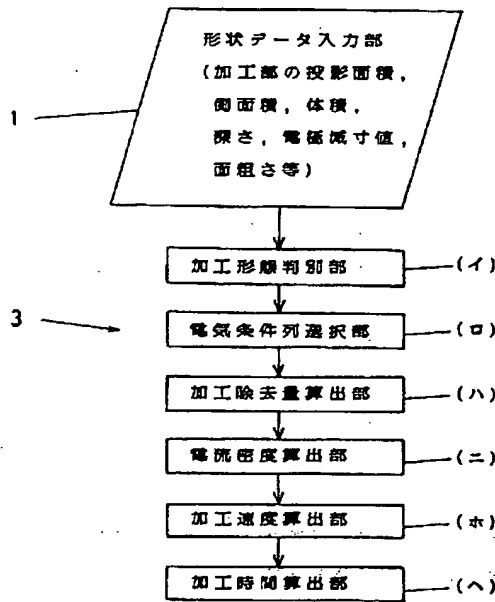 形状データ入力部
(加工部の投影面積,
側面積, 体積,
深さ, 電極減寸値,
面粗さ等)
1
加工形態判別部
(イ)
3
電気条件列選択部
(ロ)
加工除去量算出部
(ハ)
電流密度算出部
(ニ)
加工速度算出部
(ホ)
加工時間算出部
(ヘ)